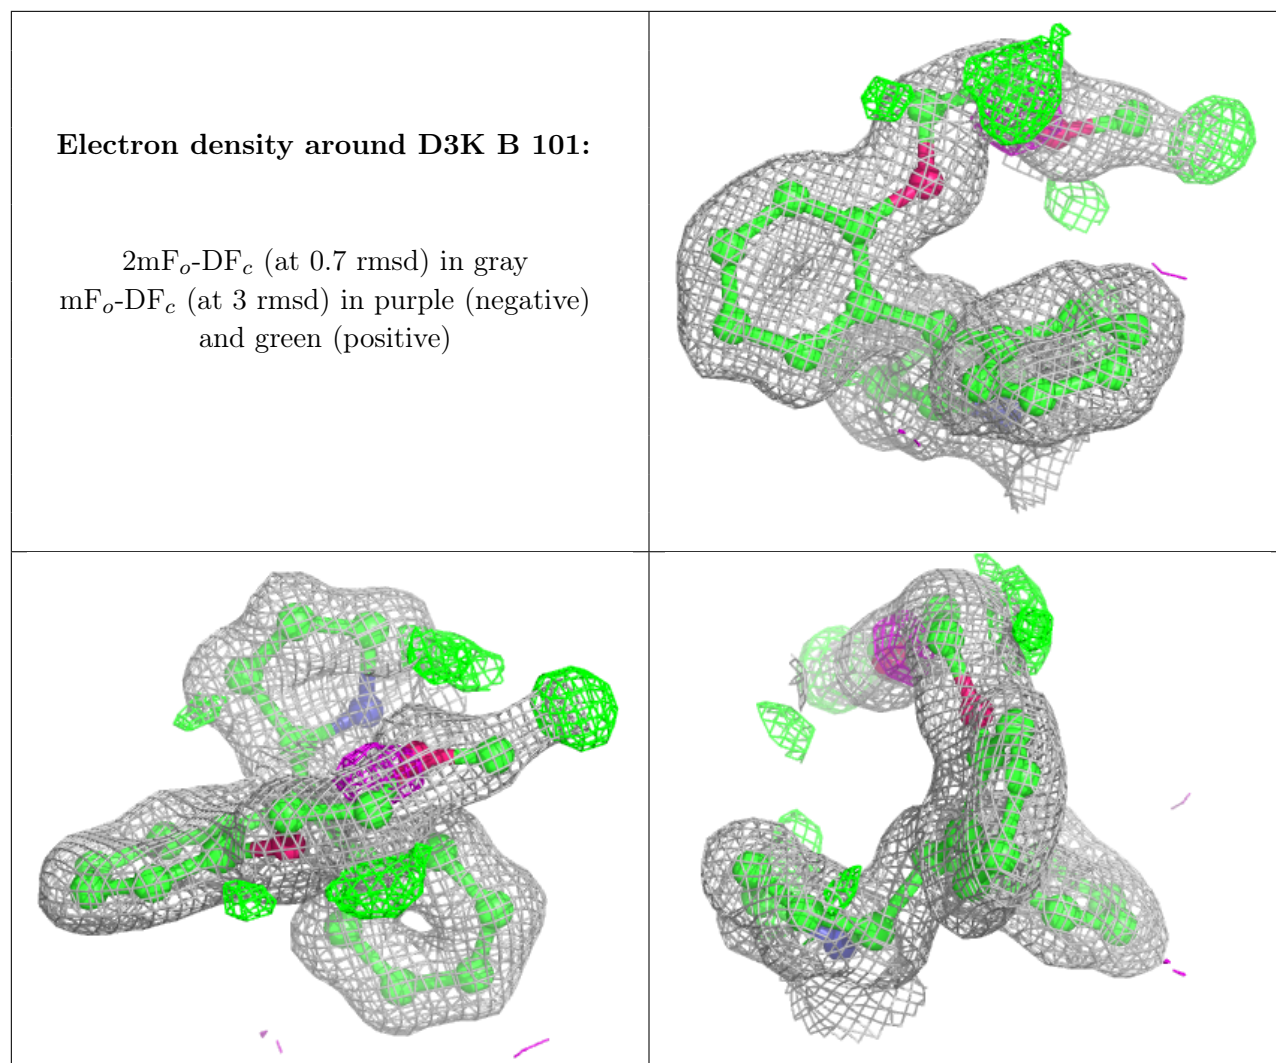 Electron density around D3K B 101:
2mFₒ-DF𝒸 (at 0.7 rmsd) in gray
mFₒ-DF𝒸 (at 3 rmsd) in purple (negative)
and green (positive)